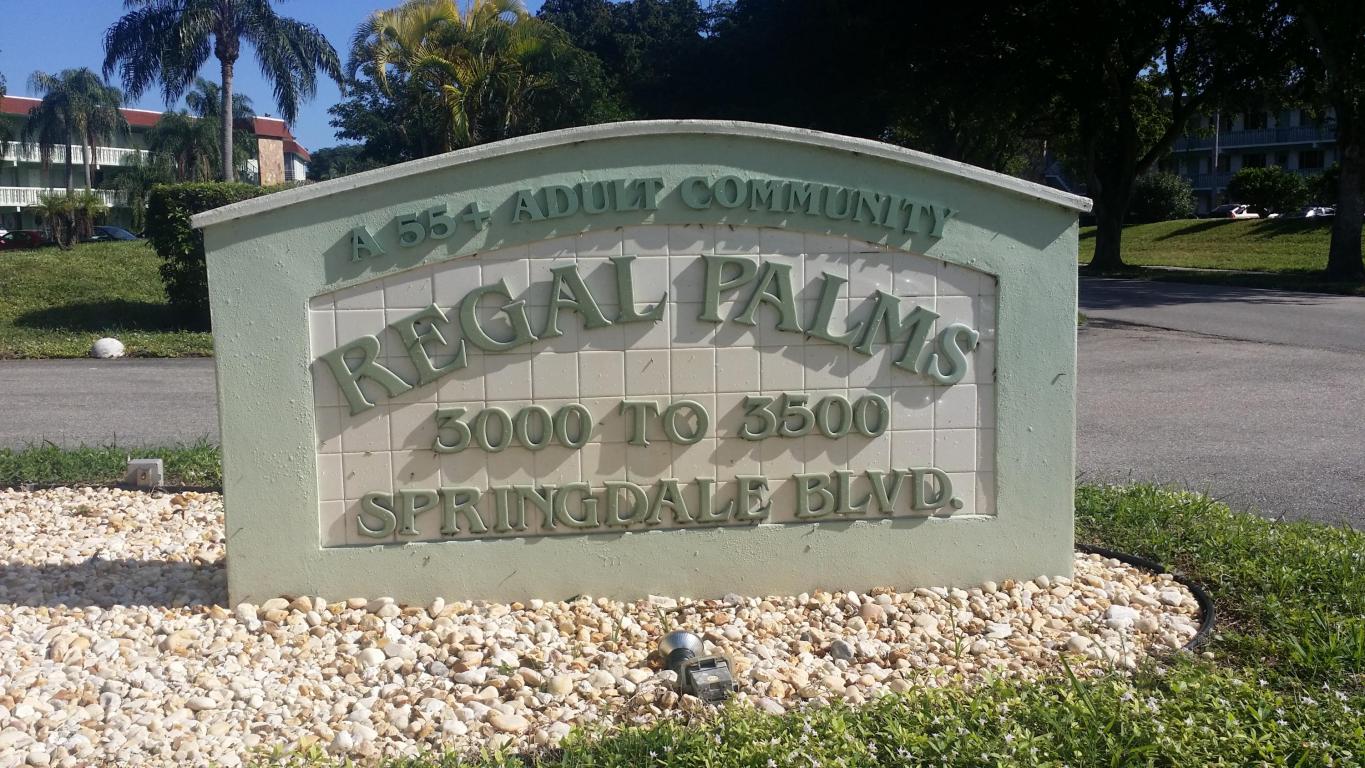 A 55+ ADULT COMMUNITY
REGAL PALMS
3000 TO 3500
SPRINGDALE BLVD.